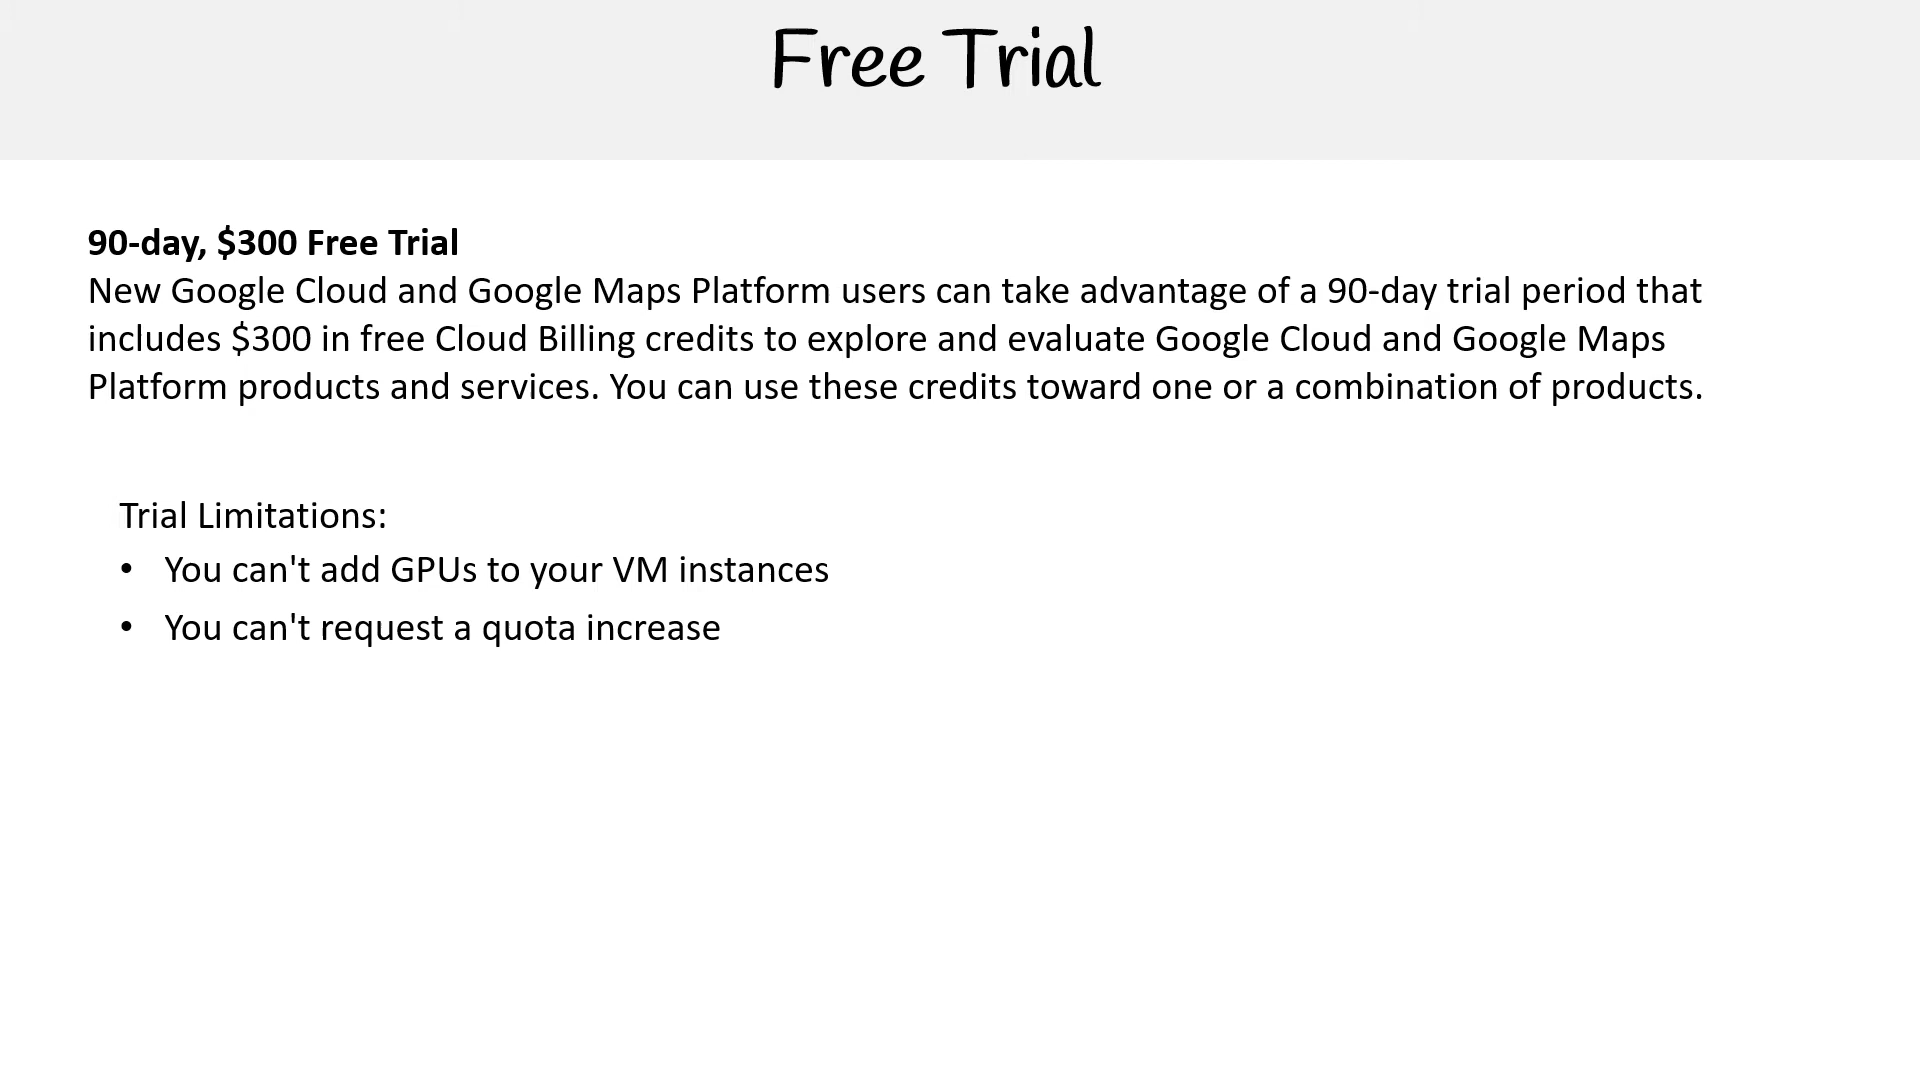 Free Trial
90-day, $300 Free Trial
New Google Cloud and Google Maps Platform users can take advantage of a 90-day trial period that
includes $300 in free Cloud Billing credits to explore and evaluate Google Cloud and Google Maps
Platform products and services. You can use these credits toward one or a combination of products.
Trial Limitations:
• You can't add GPUs to your VM instances
• You can't request a quota increase